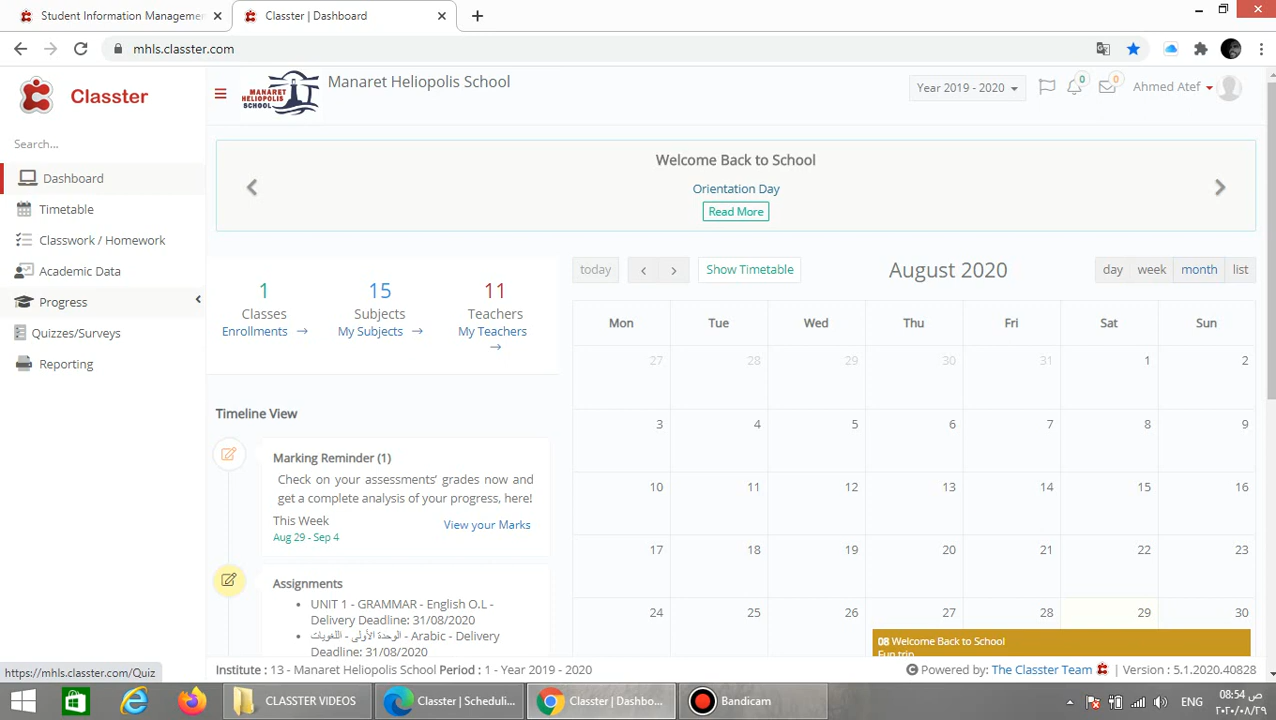 Student Information Managemen
Classter | Dashboard
mhls.classter.com
Classter
MANARET
HELIOPOLIS
SCHOOL
Manaret Heliopolis School
Year 2019 - 2020
0
0
Ahmed Atef
Search...
Dashboard
Timetable
Classwork / Homework
Academic Data
Progress
Quizzes/Surveys
Reporting
Welcome Back to School
Orientation Day
Read More
1
Classes
Enrollments →
15
Subjects
My Subjects →
11
Teachers
My Teachers
→
Timeline View
Marking Reminder (1)
Check on your assessments' grades now and
get a complete analysis of your progress, here!
This Week
View your Marks
Aug 29 - Sep 4
Assignments
• UNIT 1 - GRAMMAR - English O.L -
Delivery Deadline: 31/08/2020
• الوحدة الأولى - اللغويات - Arabic - Delivery
Deadline: 31/08/2020
today < > Show Timetable
August 2020
day week month list
Mon Tue Wed Thu Fri Sat Sun
27 28 29 30 31 1 2
3 4 5 6 7 8 9
10 11 12 13 14 15 16
17 18 19 20 21 22 23
24 25 26 27 28 29 30
08 Welcome Back to School
Fun trip
https://mhls.classter.com/Quiz
Institute : 13 - Manaret Heliopolis School Period : 1 - Year 2019 - 2020
Powered by: The Classter Team | Version : 5.1.2020.40828
CLASSTER VIDEOS
Classter | Scheduli...
Classter | Dashbo...
Bandicam
ENG
08:54 ص
٢٠٢٠/٠٨/٢٩